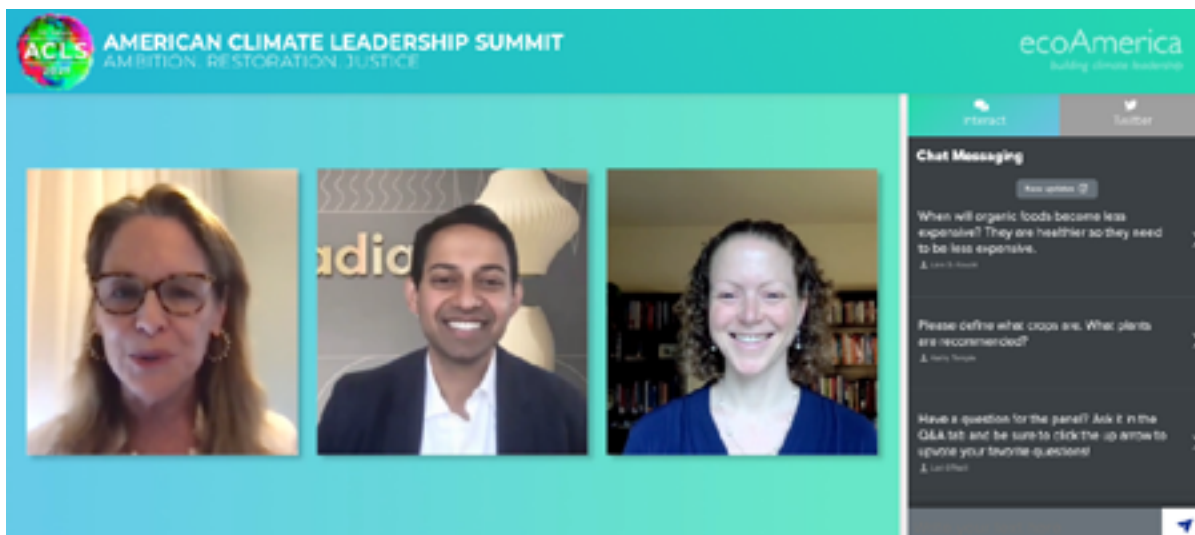 ACLS
2021
AMERICAN CLIMATE LEADERSHIP SUMMIT
AMBITION. RESTORATION. JUSTICE
ecoAmerica
building climate leadership
adia
Interact
Twitter
Chat Messaging
New updates
When will organic foods become less
expensive? They are healthier so they need
to be less expensive.
Please define what crops are. What plants
are recommended?
Have a question for the panel? Ask it in the
Q&A tab and be sure to click the up arrow to
upvote your favorite questions!